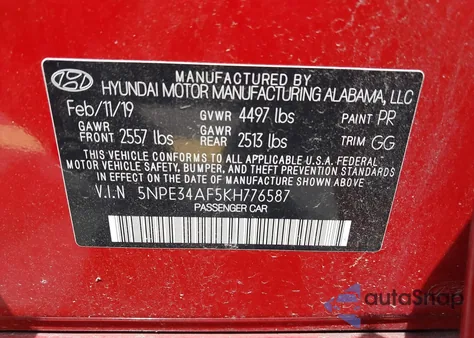 MANUFACTURED BY
HYUNDAI MOTOR MANUFACTURING ALABAMA, LLC
Feb/11/19 GVWR 4497 lbs PAINT PR
GAWR FRONT 2557 lbs GAWR REAR 2513 lbs TRIM GG
THIS VEHICLE CONFORMS TO ALL APPLICABLE U.S.A. FEDERAL
MOTOR VEHICLE SAFETY, BUMPER, AND THEFT PREVENTION STANDARDS
IN EFFECT ON THE DATE OF MANUFACTURE SHOWN ABOVE.
V.I.N 5NPE34AF5KH776587
PASSENGER CAR
autoSnap